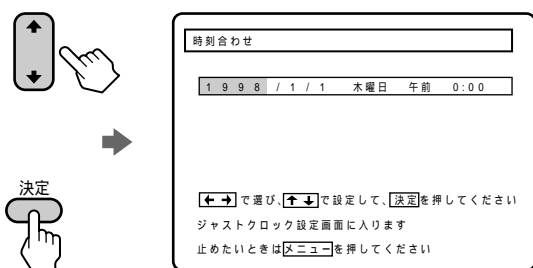 時刻合わせ
1998/1/1 木曜日 午前 0:00
決定
←→で選び、↑↓で設定して、決定を押してください
ジャストクロック設定画面に入ります
止めたいときはメニューを押してください